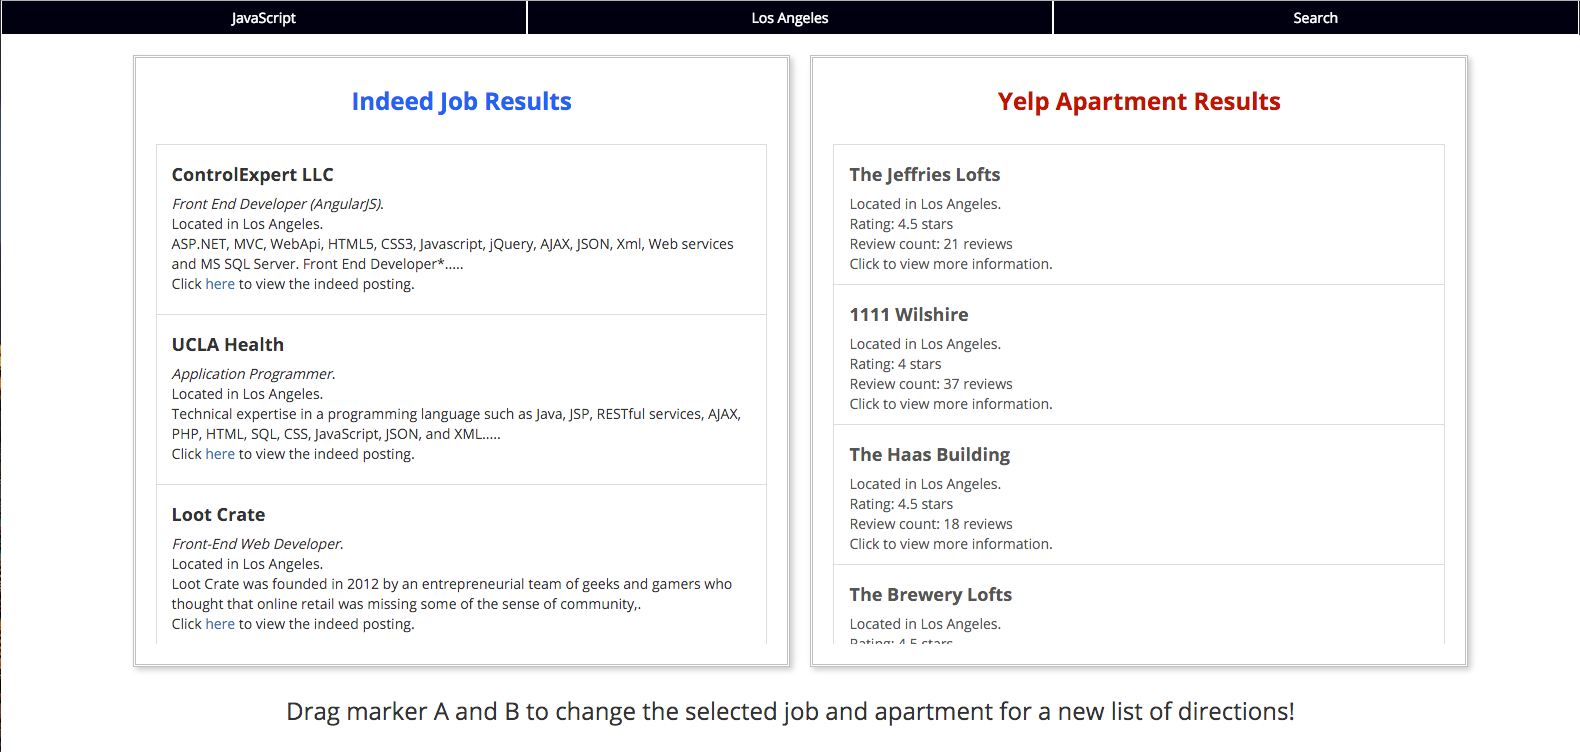 JavaScript
Los Angeles
Search
Indeed Job Results
ControlExpert LLC
Front End Developer (AngularJS).
Located in Los Angeles.
ASP.NET, MVC, WebApi, HTML5, CSS3, Javascript, jQuery, AJAX, JSON, Xml, Web services
and MS SQL Server. Front End Developer*.....
Click here to view the indeed posting.
UCLA Health
Application Programmer.
Located in Los Angeles.
Technical expertise in a programming language such as Java, JSP, RESTful services, AJAX,
PHP, HTML, SQL, CSS, JavaScript, JSON, and XML.....
Click here to view the indeed posting.
Loot Crate
Front-End Web Developer.
Located in Los Angeles.
Loot Crate was founded in 2012 by an entrepreneurial team of geeks and gamers who
thought that online retail was missing some of the sense of community,.
Click here to view the indeed posting.
Yelp Apartment Results
The Jeffries Lofts
Located in Los Angeles.
Rating: 4.5 stars
Review count: 21 reviews
Click to view more information.
1111 Wilshire
Located in Los Angeles.
Rating: 4 stars
Review count: 37 reviews
Click to view more information.
The Haas Building
Located in Los Angeles.
Rating: 4.5 stars
Review count: 18 reviews
Click to view more information.
The Brewery Lofts
Located in Los Angeles.
Rating: 4.5 stars
Drag marker A and B to change the selected job and apartment for a new list of directions!